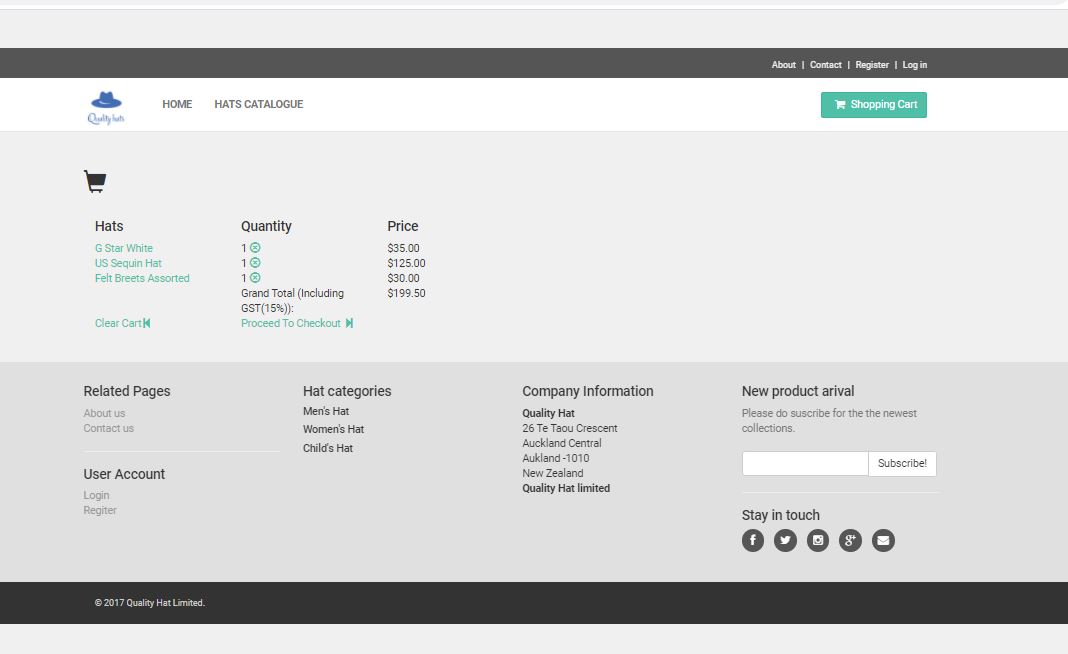 About | Contact | Register | Log in
Quality hats
HOME
HATS CATALOGUE
Shopping Cart
Hats Quantity Price
G Star White 1 $35.00
US Sequin Hat 1 $125.00
Felt Breets Assorted 1 $30.00
Grand Total (Including $199.50
GST(15%)):
Clear Cart Proceed To Checkout
Related Pages
About us
Contact us
User Account
Login
Regiter
Hat categories
Men's Hat
Women's Hat
Child's Hat
Company Information
Quality Hat
26 Te Taou Crescent
Auckland Central
Aukland -1010
New Zealand
Quality Hat limited
New product arival
Please do suscribe for the the newest
collections.
Subscribe!
Stay in touch
© 2017 Quality Hat Limited.